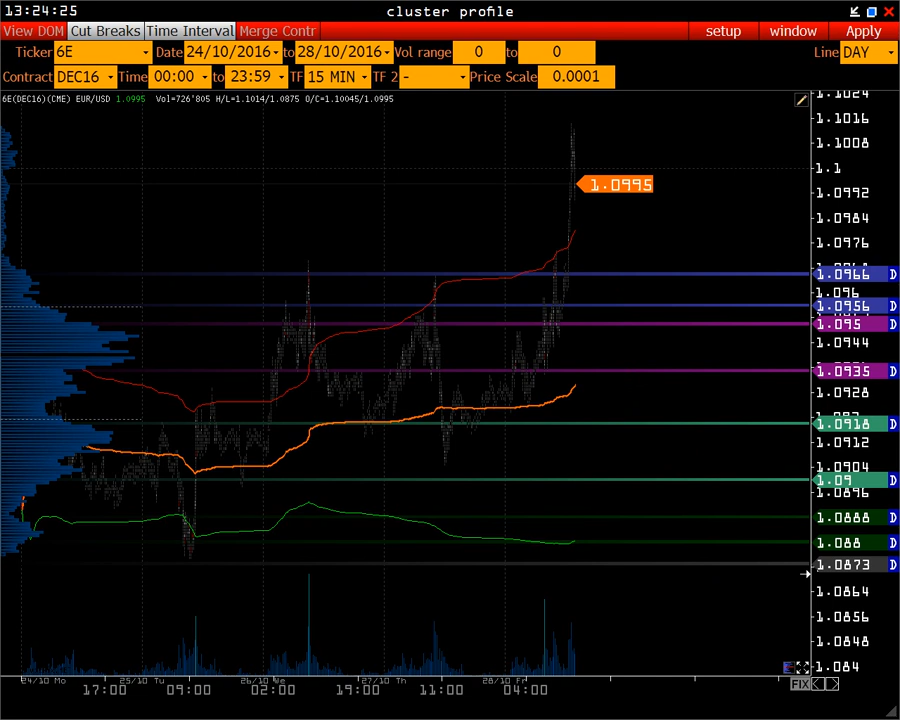 13:24:25 cluster profile
View DOM Cut Breaks Time Interval Merge Contr setup window Apply
Ticker 6E Date 24/10/2016 to 28/10/2016 Vol range 0 to 0 Line DAY
Contract DEC16 Time 00:00 to 23:59 TF 15 MIN TF 2 - Price Scale 0.0001
6E(DEC16)(CME) EUR/USD 1.0995 Vol=726'805 H/L=1.1014/1.0875 O/C=1.10045/1.0995
1.1024
1.1016
1.1008
1.1
1.0995
1.0992
1.0984
1.0976
1.0966 D
1.096
1.0956 D
1.095 D
1.0944
1.0935 D
1.0928
1.0918 D
1.0912
1.0904
1.09 D
1.0896
1.0888 D
1.088 D
1.0873 D
1.0864
1.0856
1.0848
1.084
24/10 Mo 25/10 Tu 26/10 We 27/10 Th 28/10 Fr
17:00 09:00 02:00 19:00 11:00 04:00 FIX